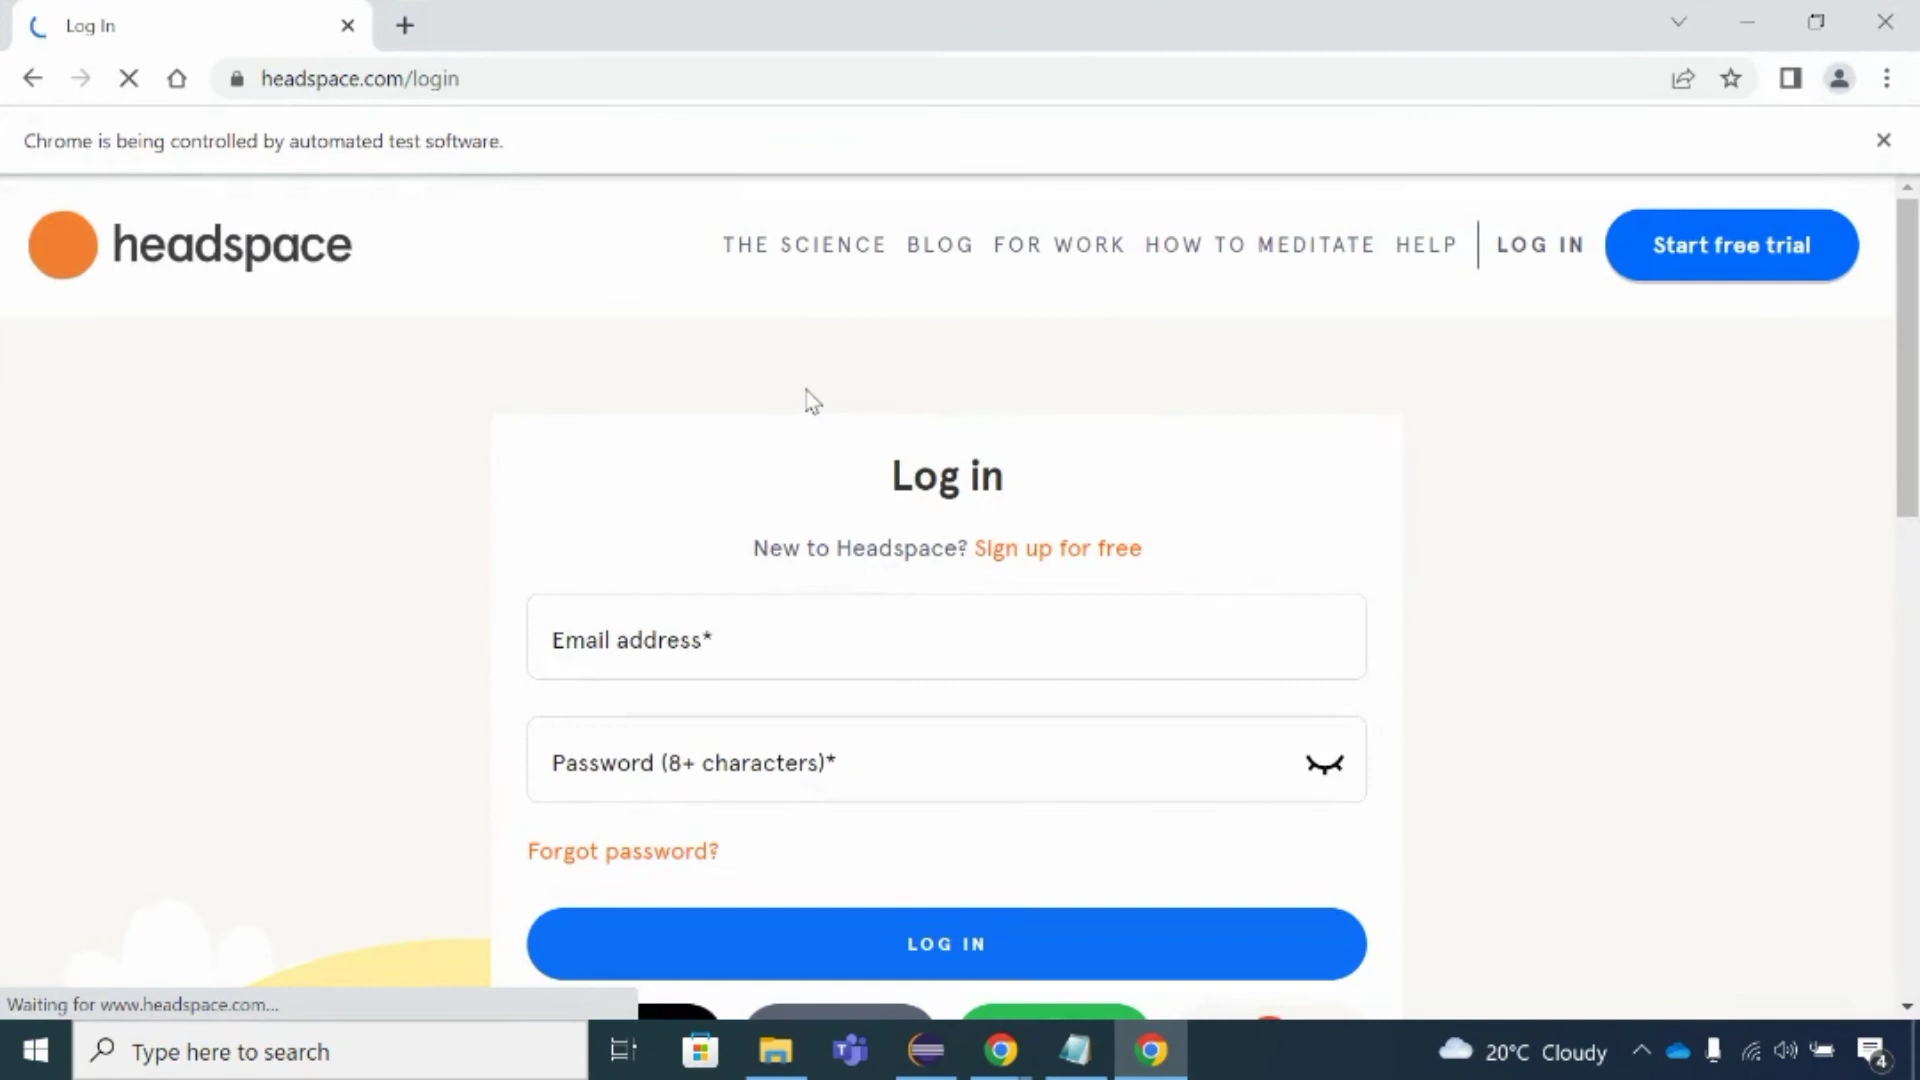 Log In
headspace.com/login
Chrome is being controlled by automated test software.
headspace
THE SCIENCE BLOG FOR WORK HOW TO MEDITATE HELP LOG IN Start free trial
Log in
New to Headspace? Sign up for free
Email address*
Password (8+ characters)*
Forgot password?
LOG IN
Waiting for www.headspace.com...
Type here to search
20°C Cloudy
4